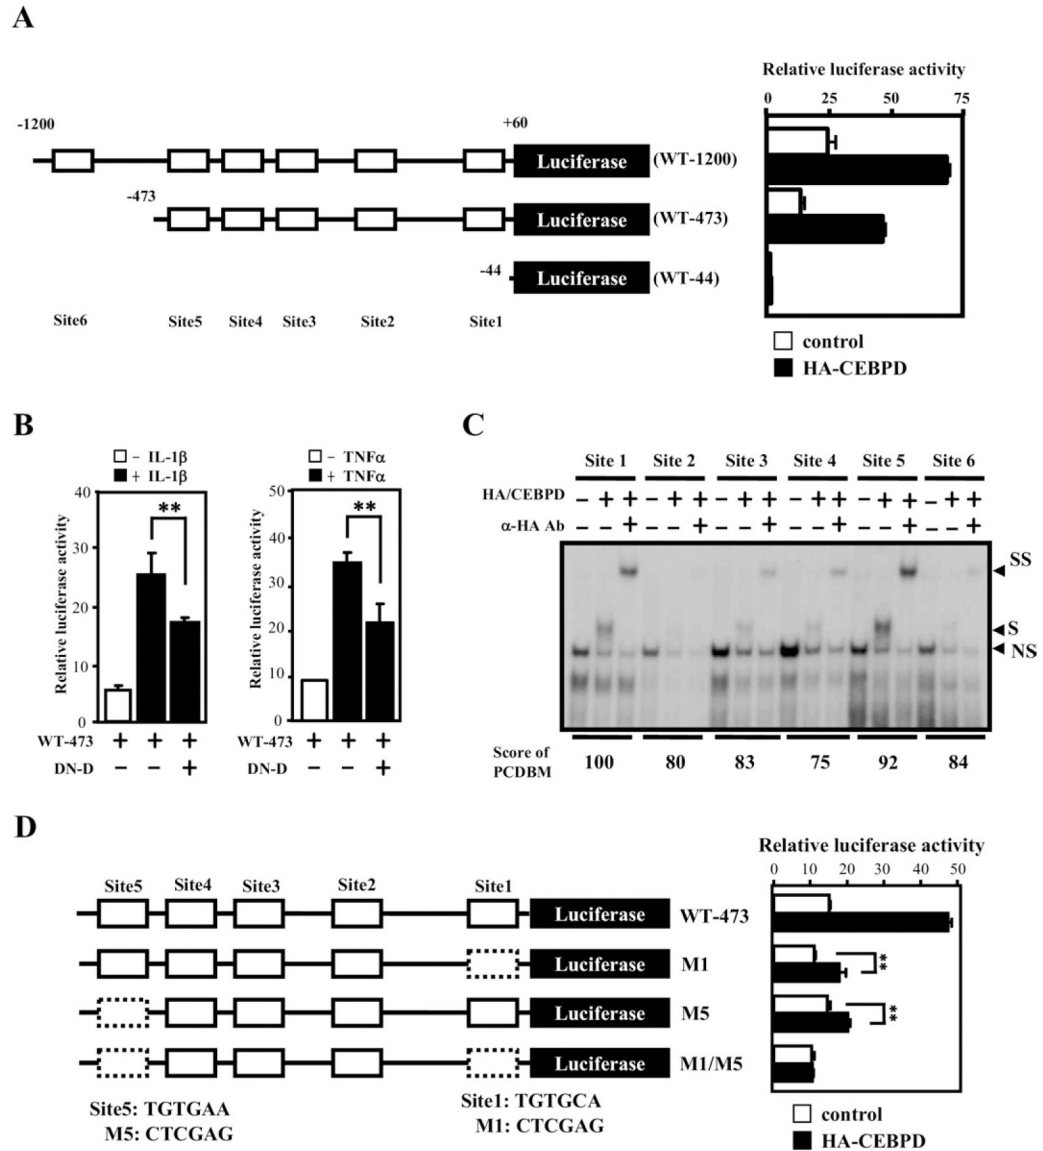 A
Relative luciferase activity
0 25 50 75
-1200 +60
Luciferase (WT-1200)
-473
Luciferase (WT-473)
-44
Luciferase (WT-44)
Site6 Site5 Site4 Site3 Site2 Site1
control
HA-CEBPD
B
− IL-1β
+ IL-1β
Relative luciferase activity
40
30
20
10
0
**
WT-473 + + +
DN-D − − +
− TNFα
+ TNFα
Relative luciferase activity
50
40
30
20
10
0
**
WT-473 + + +
DN-D − − +
C
Site 1 Site 2 Site 3 Site 4 Site 5 Site 6
HA/CEBPD − + + − + + − + + − + + − + + − + +
α-HA Ab + + + + + +
SS
S
NS
Score of
PCDBM
100 80 83 75 92 84
D
Relative luciferase activity
0 10 20 30 40 50
Site5 Site4 Site3 Site2 Site1
Luciferase WT-473
Luciferase M1
**
Luciferase M5
**
Luciferase M1/M5
Site5: TGTGAA
M5: CTCGAG
Site1: TGTGCA
M1: CTCGAG
control
HA-CEBPD